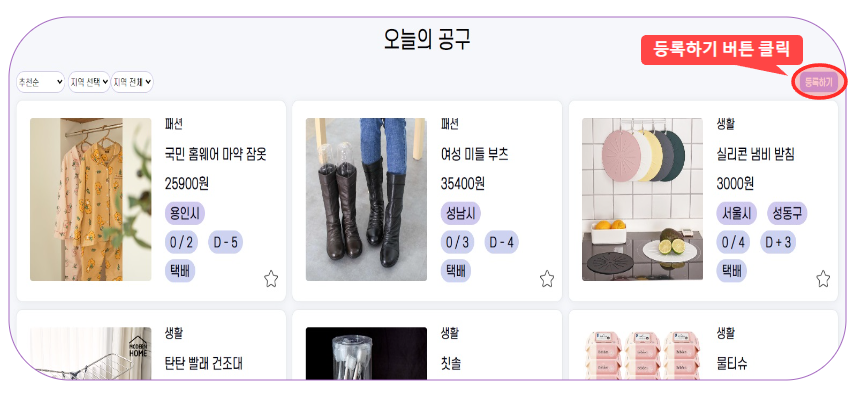 오늘의 공구
등록하기 버튼 클릭
추천순 지역 선택 지역 전체 등록하기
패션
국민 홈웨어 마약 잠옷
25900원
용인시
0 / 2 D - 5
택배
패션
여성 미들 부츠
35400원
성남시
0 / 3 D - 4
택배
생활
실리콘 냄비 받침
3000원
서울시 성동구
0 / 4 D + 3
택배
생활
탄탄 빨래 건조대
MODERN
HOME
생활
칫솔
생활
물티슈